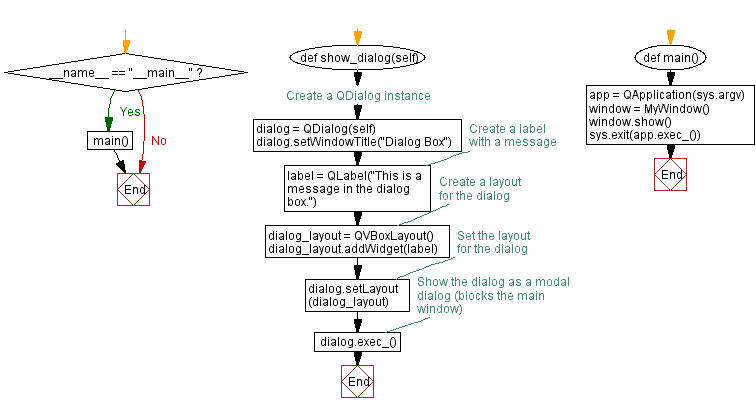 __name__ == "__main__" ?
Yes
main()
No
End
def show_dialog(self)
Create a QDialog instance
dialog = QDialog(self)
dialog.setWindowTitle("Dialog Box")
Create a label
with a message
label = QLabel("This is a
message in the dialog
box.")
Create a layout
for the dialog
dialog_layout = QVBoxLayout()
dialog_layout.addWidget(label)
Set the layout
for the dialog
dialog.setLayout
(dialog_layout)
Show the dialog as a modal
dialog (blocks the main
window)
dialog.exec_()
End
def main()
app = QApplication(sys.argv)
window = MyWindow()
window.show()
sys.exit(app.exec_())
End